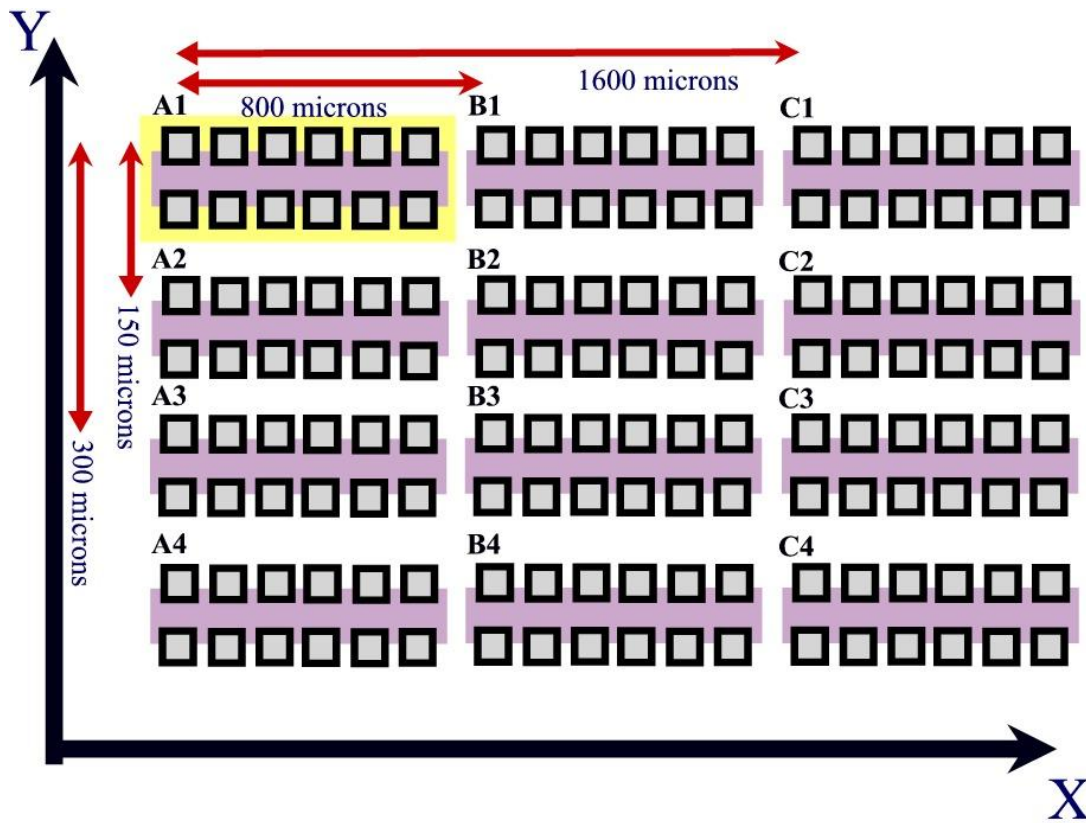 Y
1600 microns
800 microns
A1
B1
C1
A2
B2
C2
150 microns
A3
B3
C3
300 microns
A4
B4
C4
X